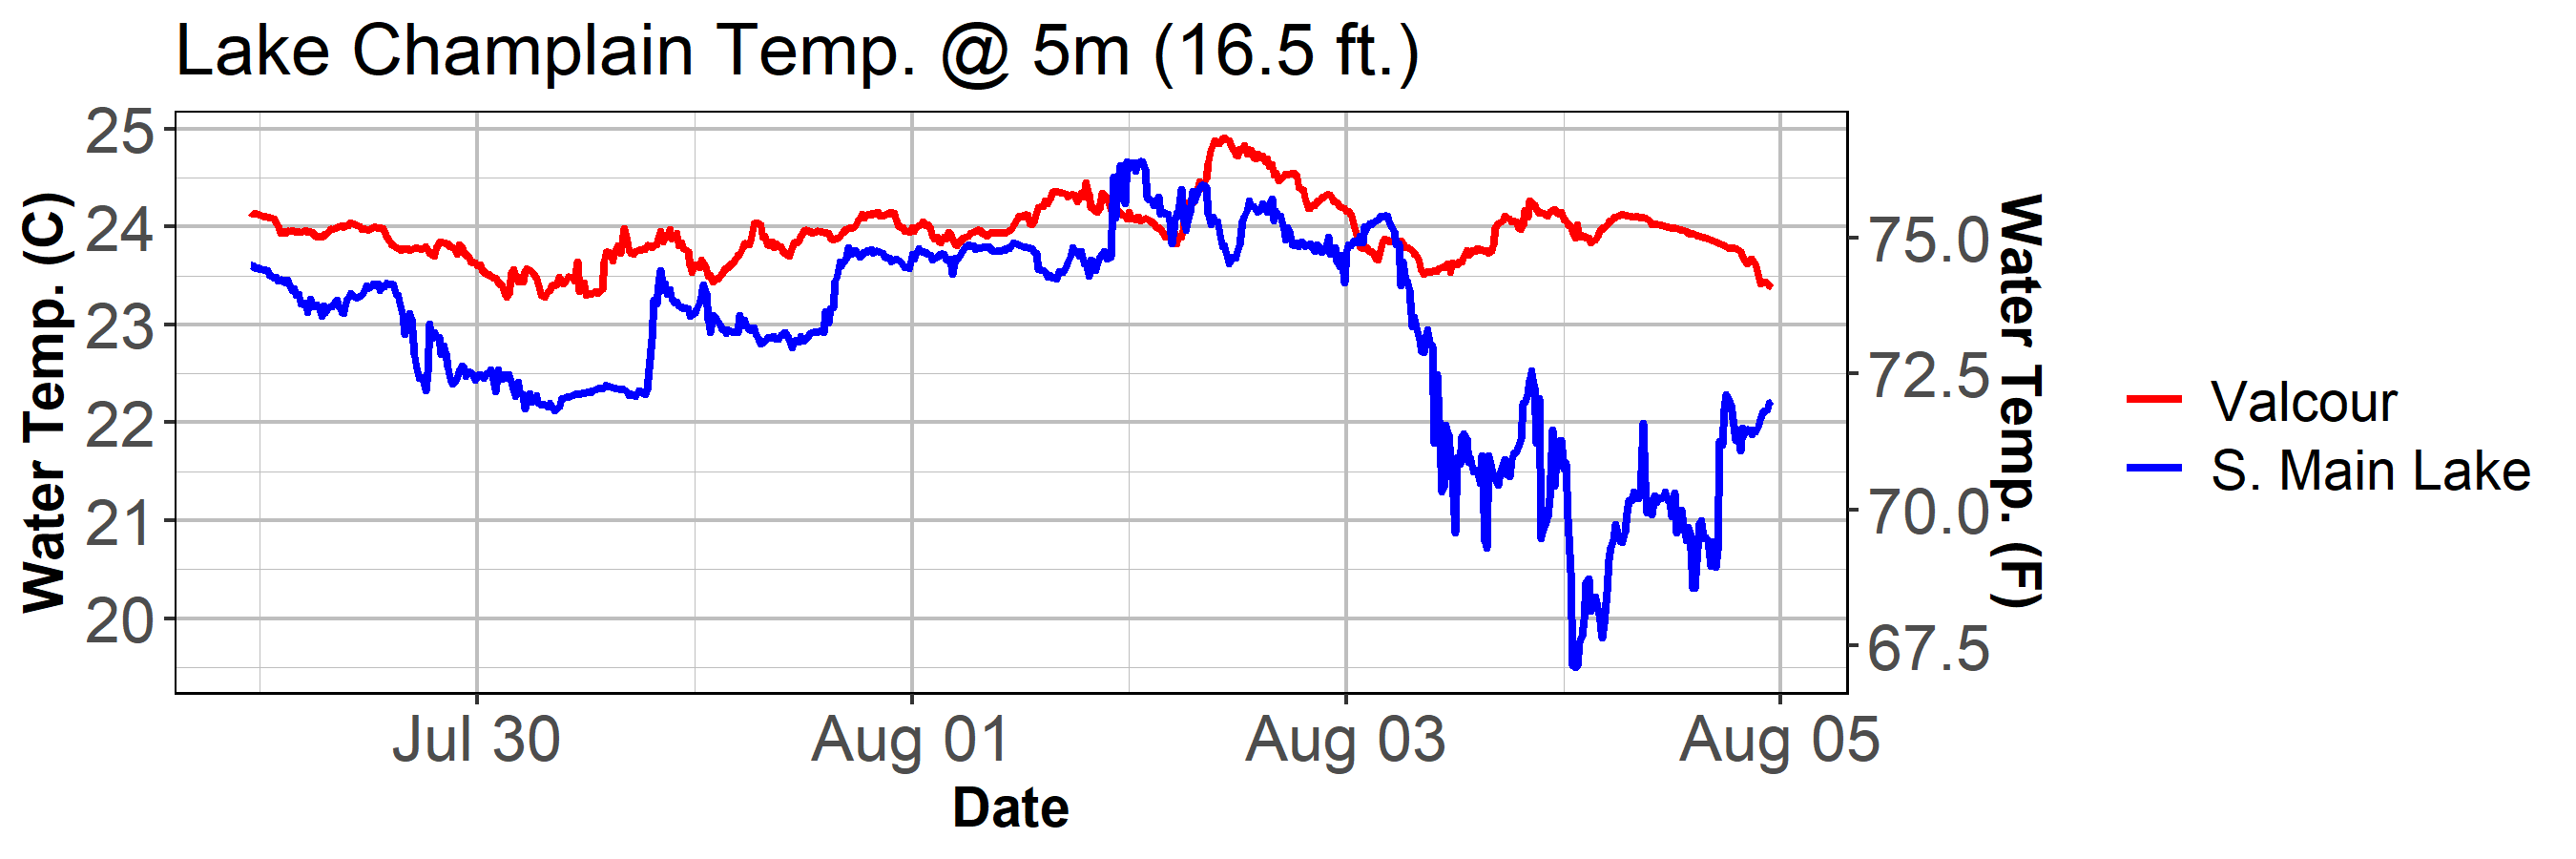 Lake Champlain Temp. @ 5m (16.5 ft.)
Water Temp. (C)
25
24
23
22
21
20
75.0
72.5
70.0
67.5
Water Temp. (F)
Jul 30
Aug 01
Aug 03
Aug 05
Date
Valcour
S. Main Lake